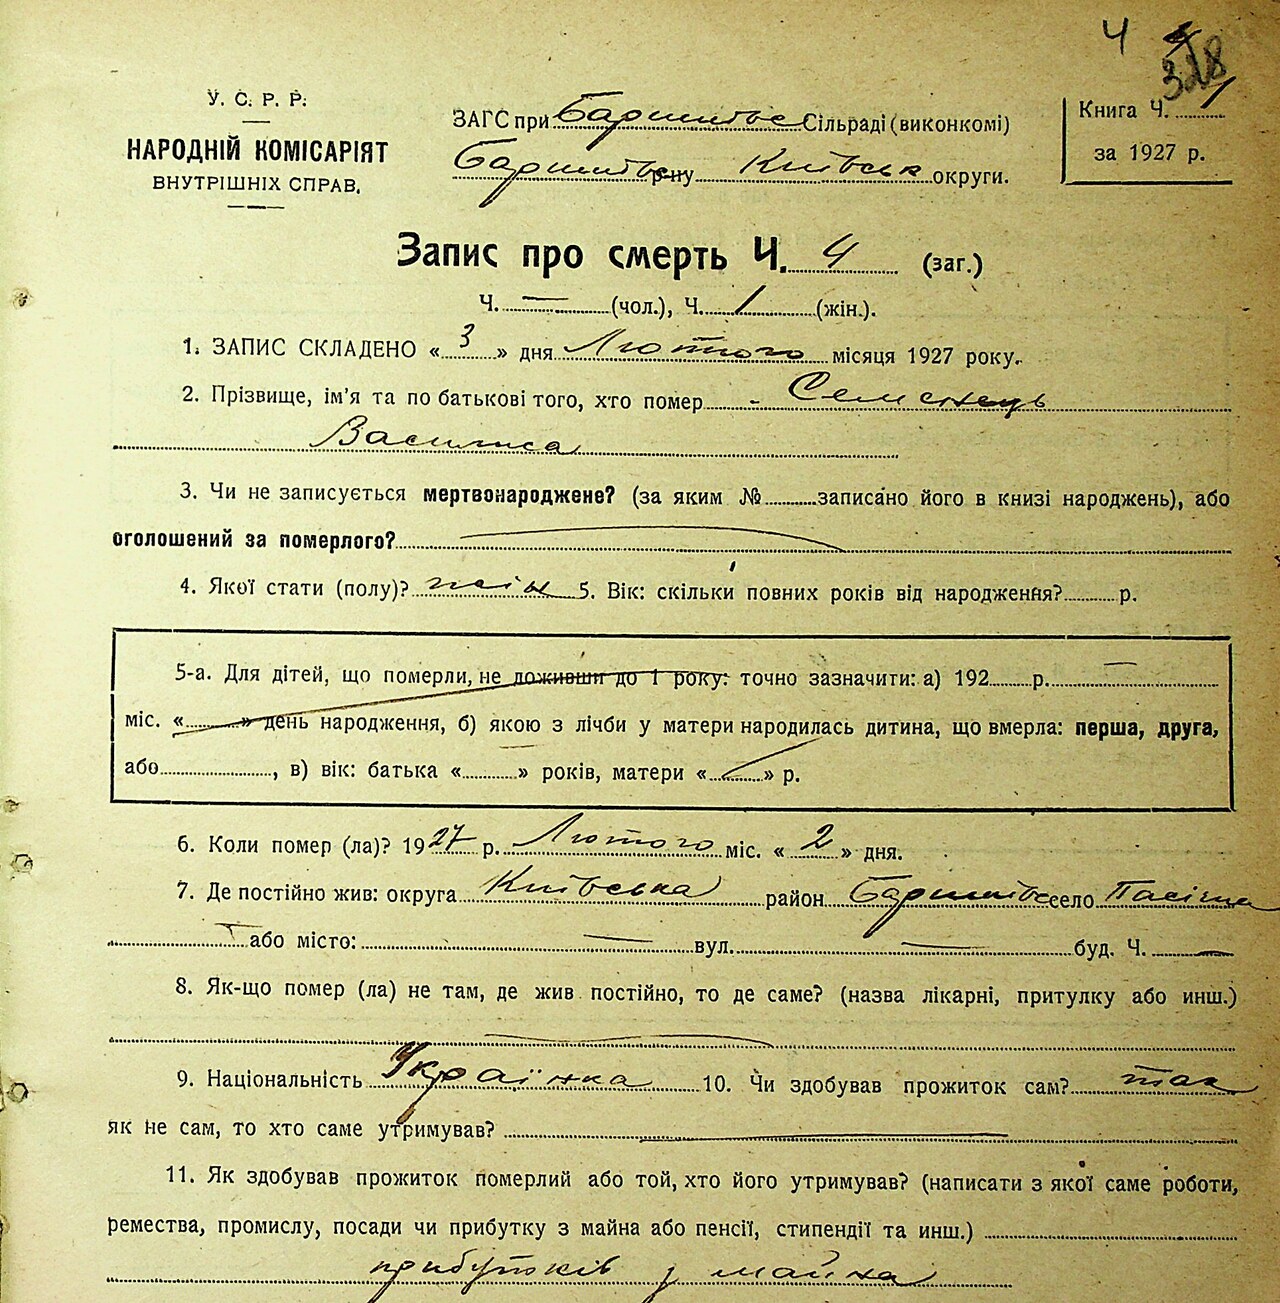 Ч 4
328
У. С. Р. Р.
НАРОДНІЙ КОМІСАРІЯТ
ВНУТРІШНІХ СПРАВ.
ЗАГС при Баришівс Сільраді (виконкомі)
Баришівськ р-ну Київськ округи.
Книга Ч. 1
за 1927 р.
Запис про смерть Ч. 4 (заг.)
Ч. — (чол.), Ч. 1 (жін.).
1. ЗАПИС СКЛАДЕНО « 3 » дня Лютого місяця 1927 року.
2. Прізвище, ім'я та по батькові того, хто помер - Семенець
Василиса
3. Чи не записується мертвонароджене? (за яким № записано його в книзі народжень), або
оголошений за померлого?
4. Якої стати (полу)? жін 5. Вік: скільки повних років від народження? р.
5-а. Для дітей, що померли, не доживши до 1 року: точно зазначити: а) 192 р. —
міс. « » день народження, б) якою з лічби у матери народилась дитина, що вмерла: перша, друга,
або , в) вік: батька « » років, матери « » р.
6. Коли помер (ла)? 1927 р. Лютого міс. « 2 » дня.
7. Де постійно жив: округа Київська район Баришівс село Пасічна
або місто: — вул. — буд. Ч. —
8. Як-що помер (ла) не там, де жив постійно, то де саме? (назва лікарні, притулку або инш.)
9. Національність Українка 10. Чи здобував прожиток сам? так
як не сам, то хто саме утримував? —
11. Як здобував прожиток померлий або той, хто його утримував? (написати з якої саме роботи,
ремества, промислу, посади чи прибутку з майна або пенсії, стипендії та инш.)
прибутків з майна